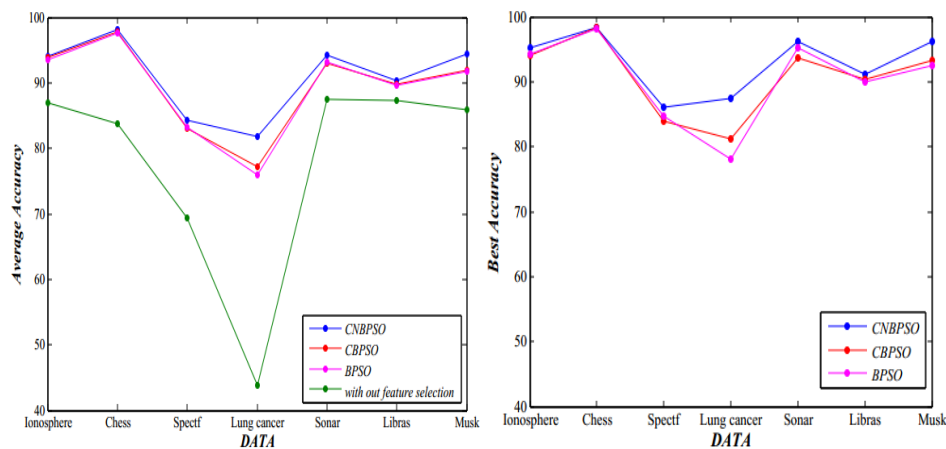 100
90
80
70
60
50
40
Average Accuracy
Ionosphere Chess Spectf Lung cancer Sonar Libras Musk
DATA
CNBPSO
CBPSO
BPSO
with out feature selection
100
90
80
70
60
50
40
Best Accuracy
Ionosphere Chess Spectf Lung cancer Sonar Libras Musk
DATA
CNBPSO
CBPSO
BPSO